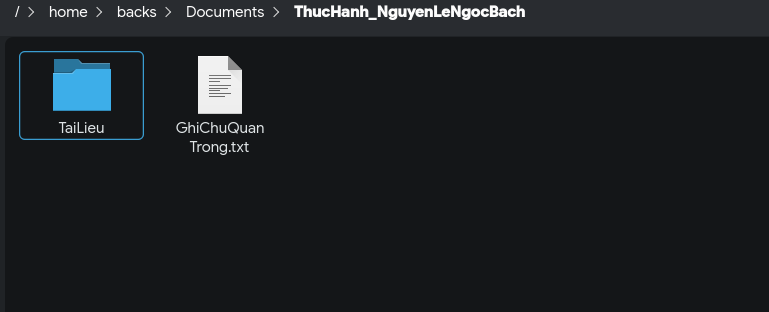 / > home > backs > Documents > ThucHanh_NguyenLeNgocBach
TaiLieu
GhiChuQuan
Trong.txt